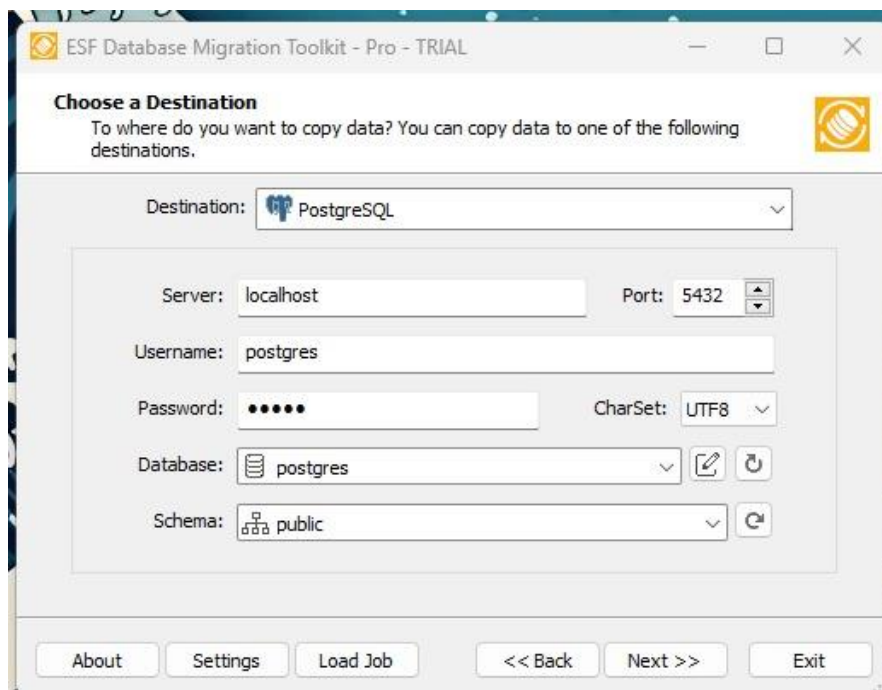 ESF Database Migration Toolkit - Pro - TRIAL
Choose a Destination
To where do you want to copy data? You can copy data to one of the following
destinations.
Destination: PostgreSQL
Server: localhost Port: 5432
Username: postgres
Password: ••••• CharSet: UTF8
Database: postgres
Schema: public
About Settings Load Job << Back Next >> Exit